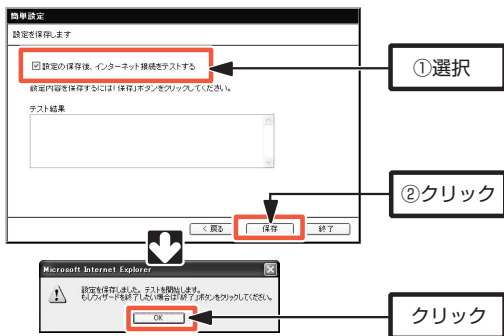 簡単設定
設定を保存します
設定の保存後、インターネット接続をテストする
①選択
設定内容を保存するには「保存」ボタンをクリックしてください。
テスト結果
②クリック
< 戻る
保存
終了
Microsoft Internet Explorer
設定を保存しました。テストを開始します。
もしウィザードを終了したい場合は「終了」ボタンをクリックしてください。
OK
クリック